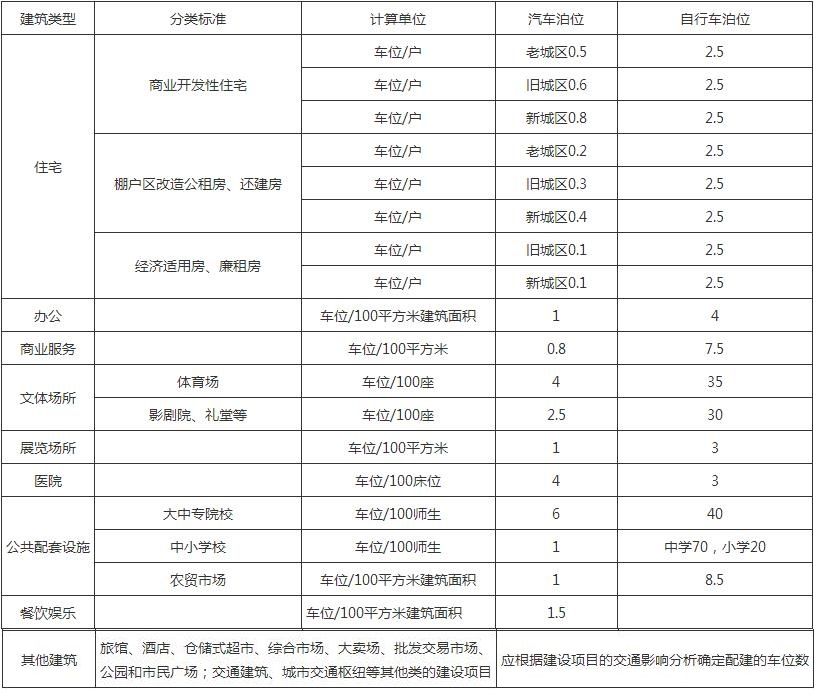 建筑类型 分类标准 计算单位 汽车泊位 自行车泊位
住宅 商业开发性住宅 车位/户 老城区0.5 2.5
车位/户 旧城区0.6 2.5
车位/户 新城区0.8 2.5
棚户区改造公租房、还建房 车位/户 老城区0.2 2.5
车位/户 旧城区0.3 2.5
车位/户 新城区0.4 2.5
经济适用房、廉租房 车位/户 旧城区0.1 2.5
车位/户 新城区0.1 2.5
办公 车位/100平方米建筑面积 1 4
商业服务 车位/100平方米 0.8 7.5
文体场所 体育场 车位/100座 4 35
影剧院、礼堂等 车位/100座 2.5 30
展览场所 车位/100平方米 1 3
医院 车位/100床位 4 3
公共配套设施 大中专院校 车位/100师生 6 40
中小学校 车位/100师生 1 中学70，小学20
农贸市场 车位/100平方米建筑面积 1 8.5
餐饮娱乐 车位/100平方米建筑面积 1.5
其他建筑 旅馆、酒店、仓储式超市、综合市场、大卖场、批发交易市场、
公园和市民广场；交通建筑、城市交通枢纽等其他类的建设项目 应根据建设项目的交通影响分析确定配建的车位数